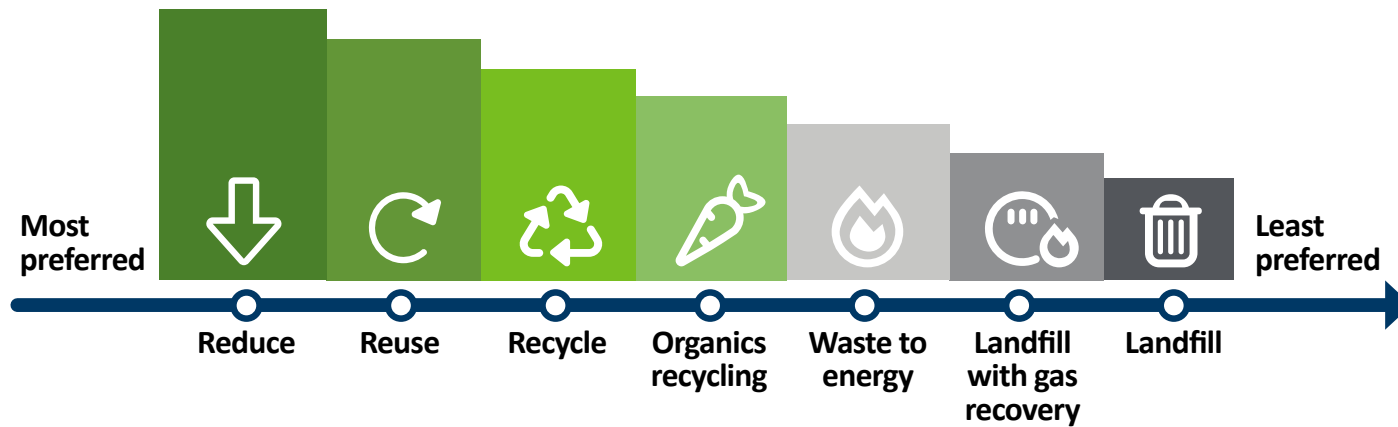 Most
preferred
Least
preferred
Reduce
Reuse
Recycle
Organics
recycling
Waste to
energy
Landfill
with gas
recovery
Landfill